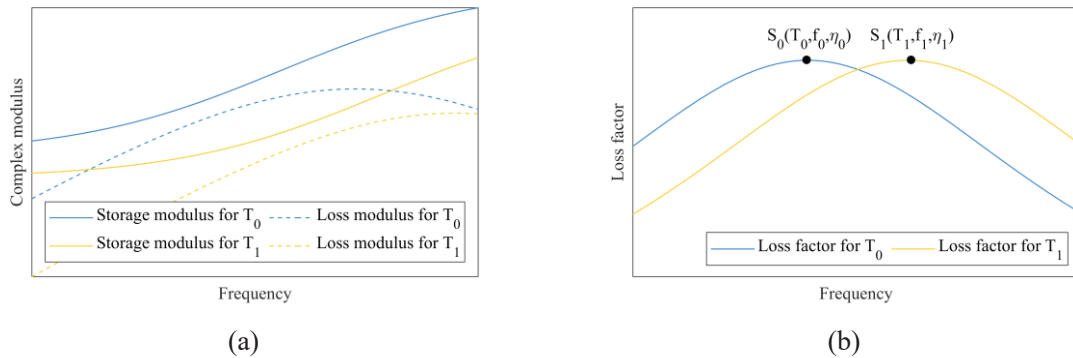 Complex modulus
Storage modulus for T₀
Loss modulus for T₀
Storage modulus for T₁
Loss modulus for T₁
Frequency
(a)
S₀(T₀,f₀,η₀)
S₁(T₁,f₁,η₁)
Loss factor
Loss factor for T₀
Loss factor for T₁
Frequency
(b)